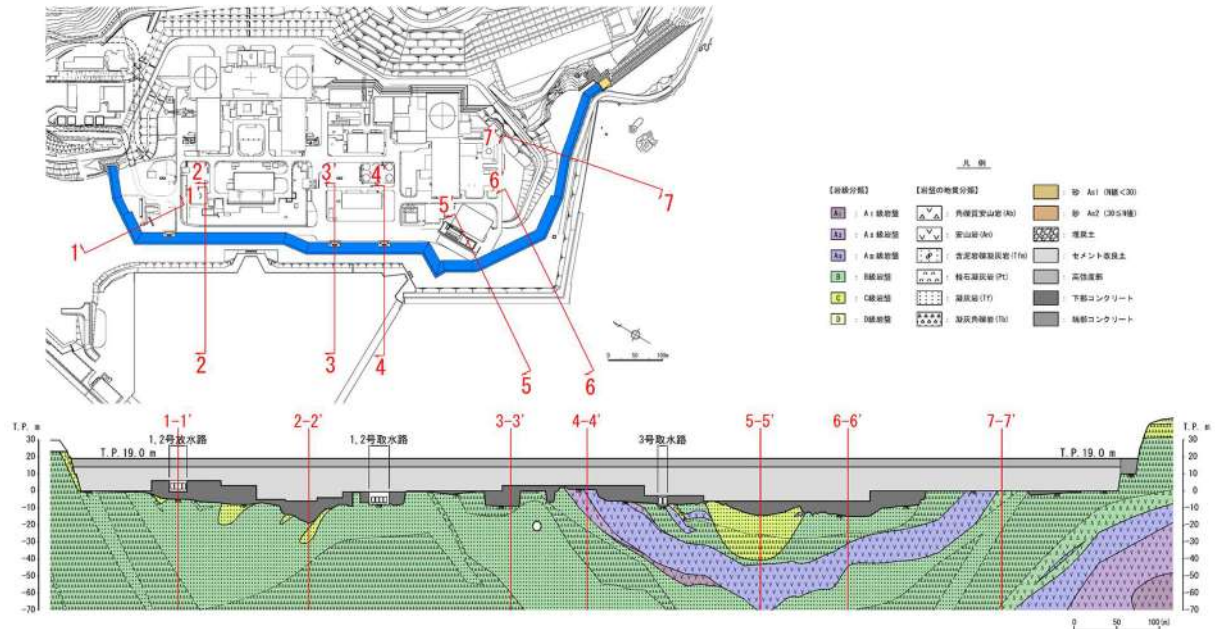 2'
3'
4'
1'
1
5'
6'
7'
7
2
3
4
5
6
0 50 100m
凡例
【岩級分類】
A₁ : AⅠ級岩盤
A₂ : AⅡ級岩盤
A₃ : AⅢ級岩盤
B : B級岩盤
C : C級岩盤
D : D級岩盤
【岩盤の地質分類】
: 角礫質安山岩(Ab)
: 安山岩(An)
: 含泥岩礫凝灰岩(Tfm)
: 軽石凝灰岩(Pt)
: 凝灰岩(Tf)
: 凝灰角礫岩(Tb)
: 砂 As1 (N値<30)
: 砂 As2 (30≦N値)
: 埋戻土
: セメント改良土
: 高強度部
: 下部コンクリート
: 端部コンクリート
1-1'
2-2'
3-3'
4-4'
5-5'
6-6'
7-7'
T.P. m
1,2号放水路
1,2号取水路
3号取水路
T.P. m
T.P. 19.0 m
T.P. 19.0 m
30
20
10
0
-10
-20
-30
-40
-50
-60
-70
30
20
10
0
-10
-20
-30
-40
-50
-60
-70
0 50 100(m)